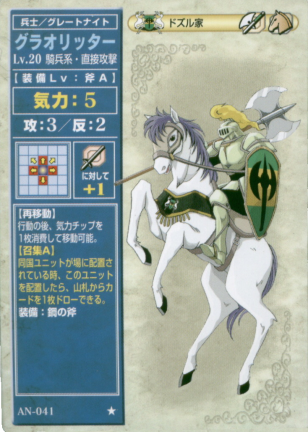 兵士／グレートナイト
グラオリッター
Lv.20 騎兵系・直接攻撃
【装備Lv：斧A】
気力：5
攻：3／反：2
に対して
+1
【再移動】
行動の後、気力チップを
1枚消費して移動可能。
【召集A】
同国ユニットが場に配置さ
れている時、このユニット
を配置したら、山札からカ
ードを1枚ドローできる。
装備：鋼の斧
AN-041 ★
ドズル家